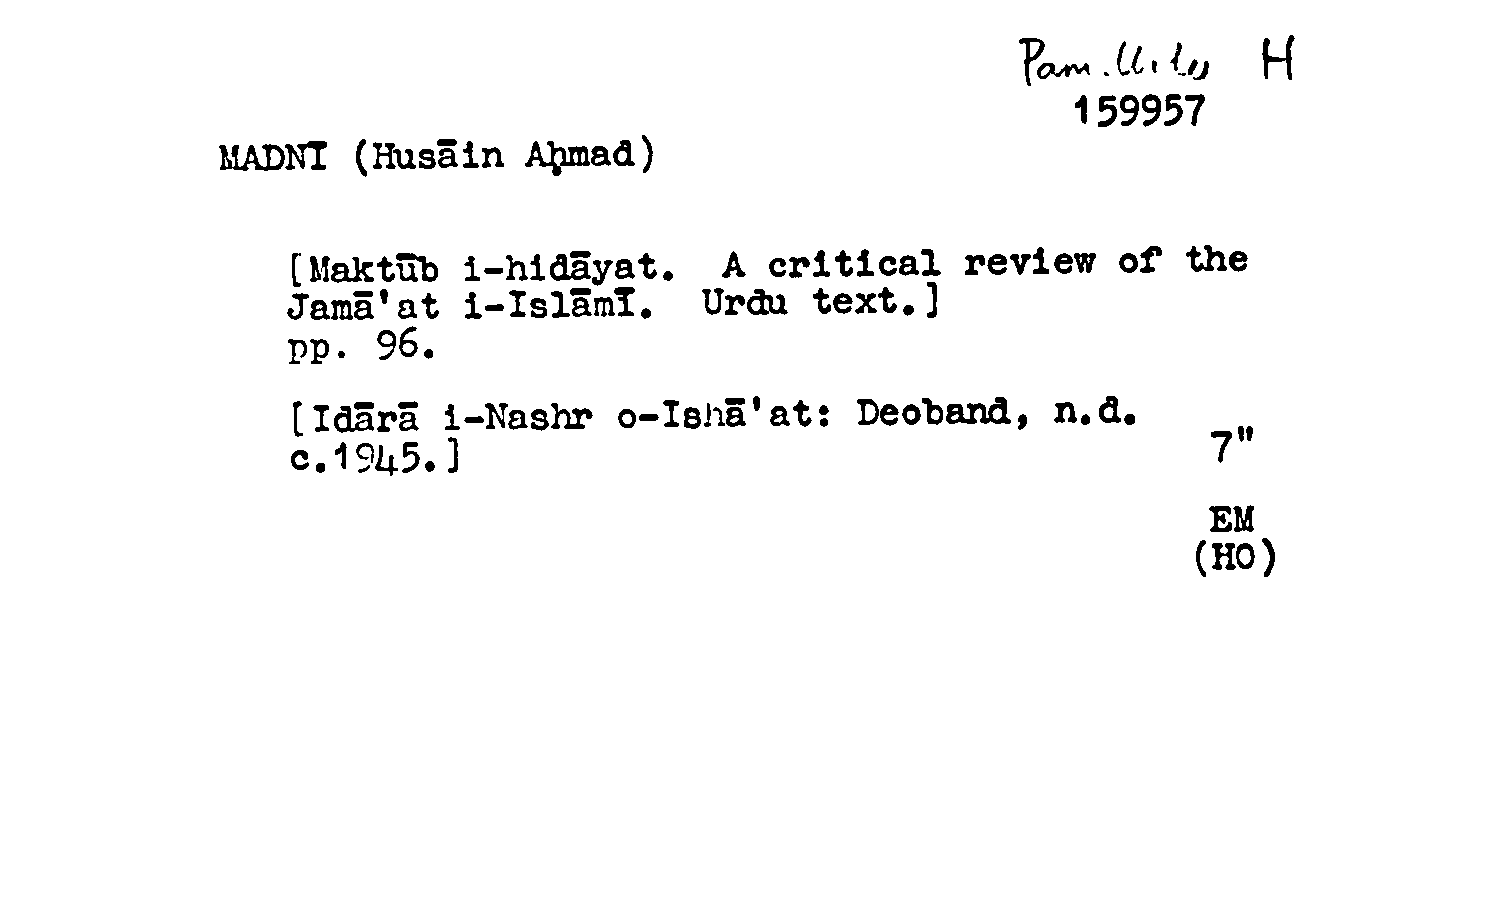 Pam. Urdu H
159957
MADNĪ (Husāin Aḥmad)
[Maktūb i-hidāyat. A critical review of the
Jamā'at i-Islāmī. Urdu text.]
pp. 96.
[Idārā i-Nashr o-Ishā'at: Deoband, n.d.
c.1945.]
7"
EM
(HO)